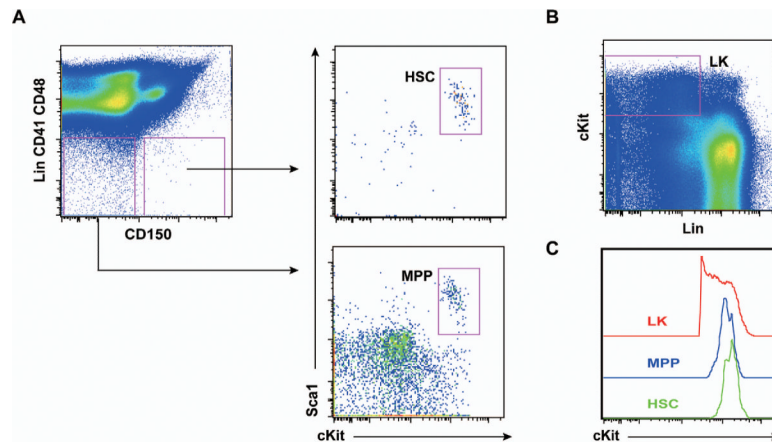 A
Lin CD41 CD48
CD150
HSC
MPP
Sca1
cKit
B
LK
cKit
Lin
C
LK
MPP
HSC
cKit